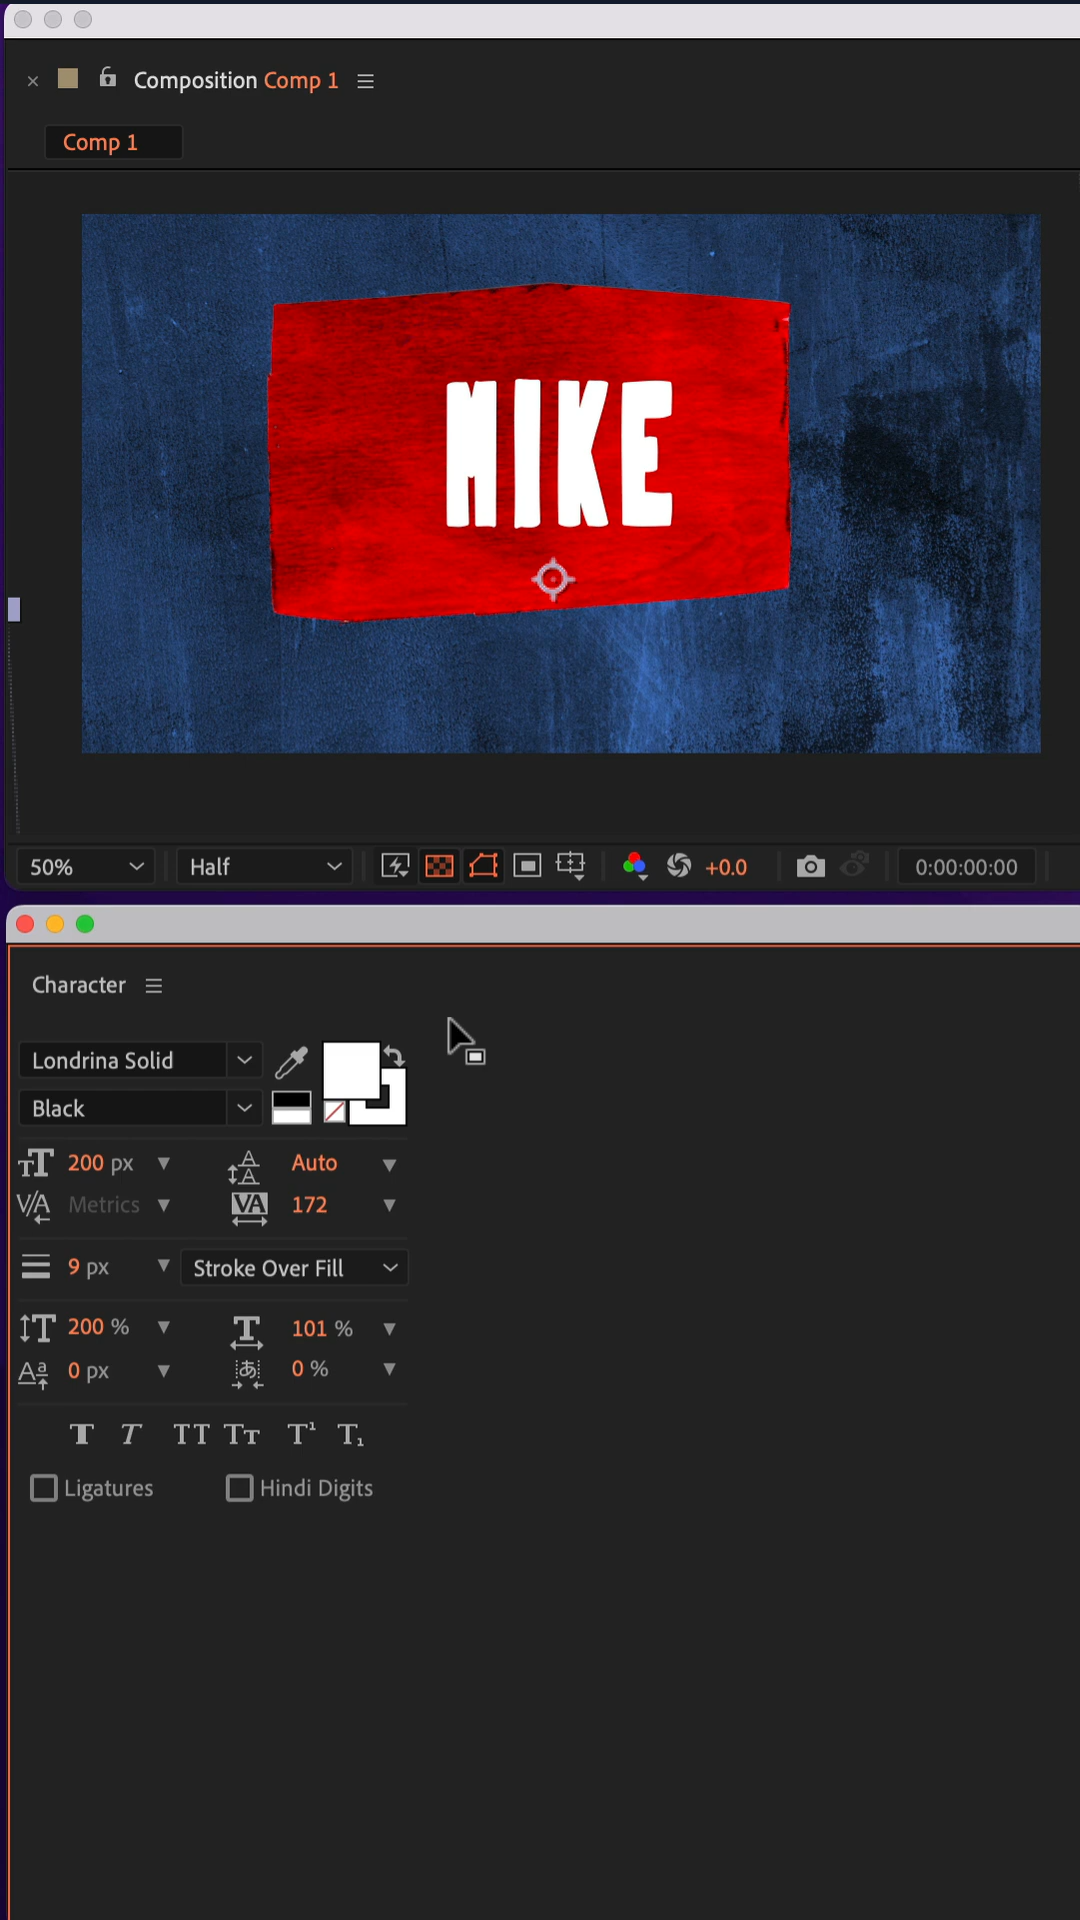 Composition Comp 1
Comp 1
MIKE
50%
Half
+0.0
0:00:00:00
Character
Londrina Solid
Black
200 px
Auto
Metrics
172
9 px
Stroke Over Fill
200 %
101 %
0 px
0 %
T T TT Tт T¹ T₁
Ligatures
Hindi Digits